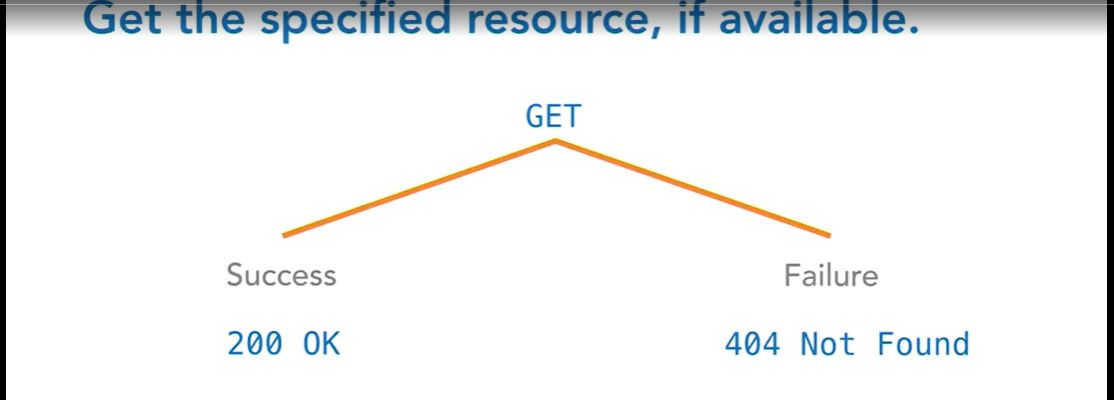 Get the specified resource, if available.
GET
Success
Failure
200 OK
404 Not Found